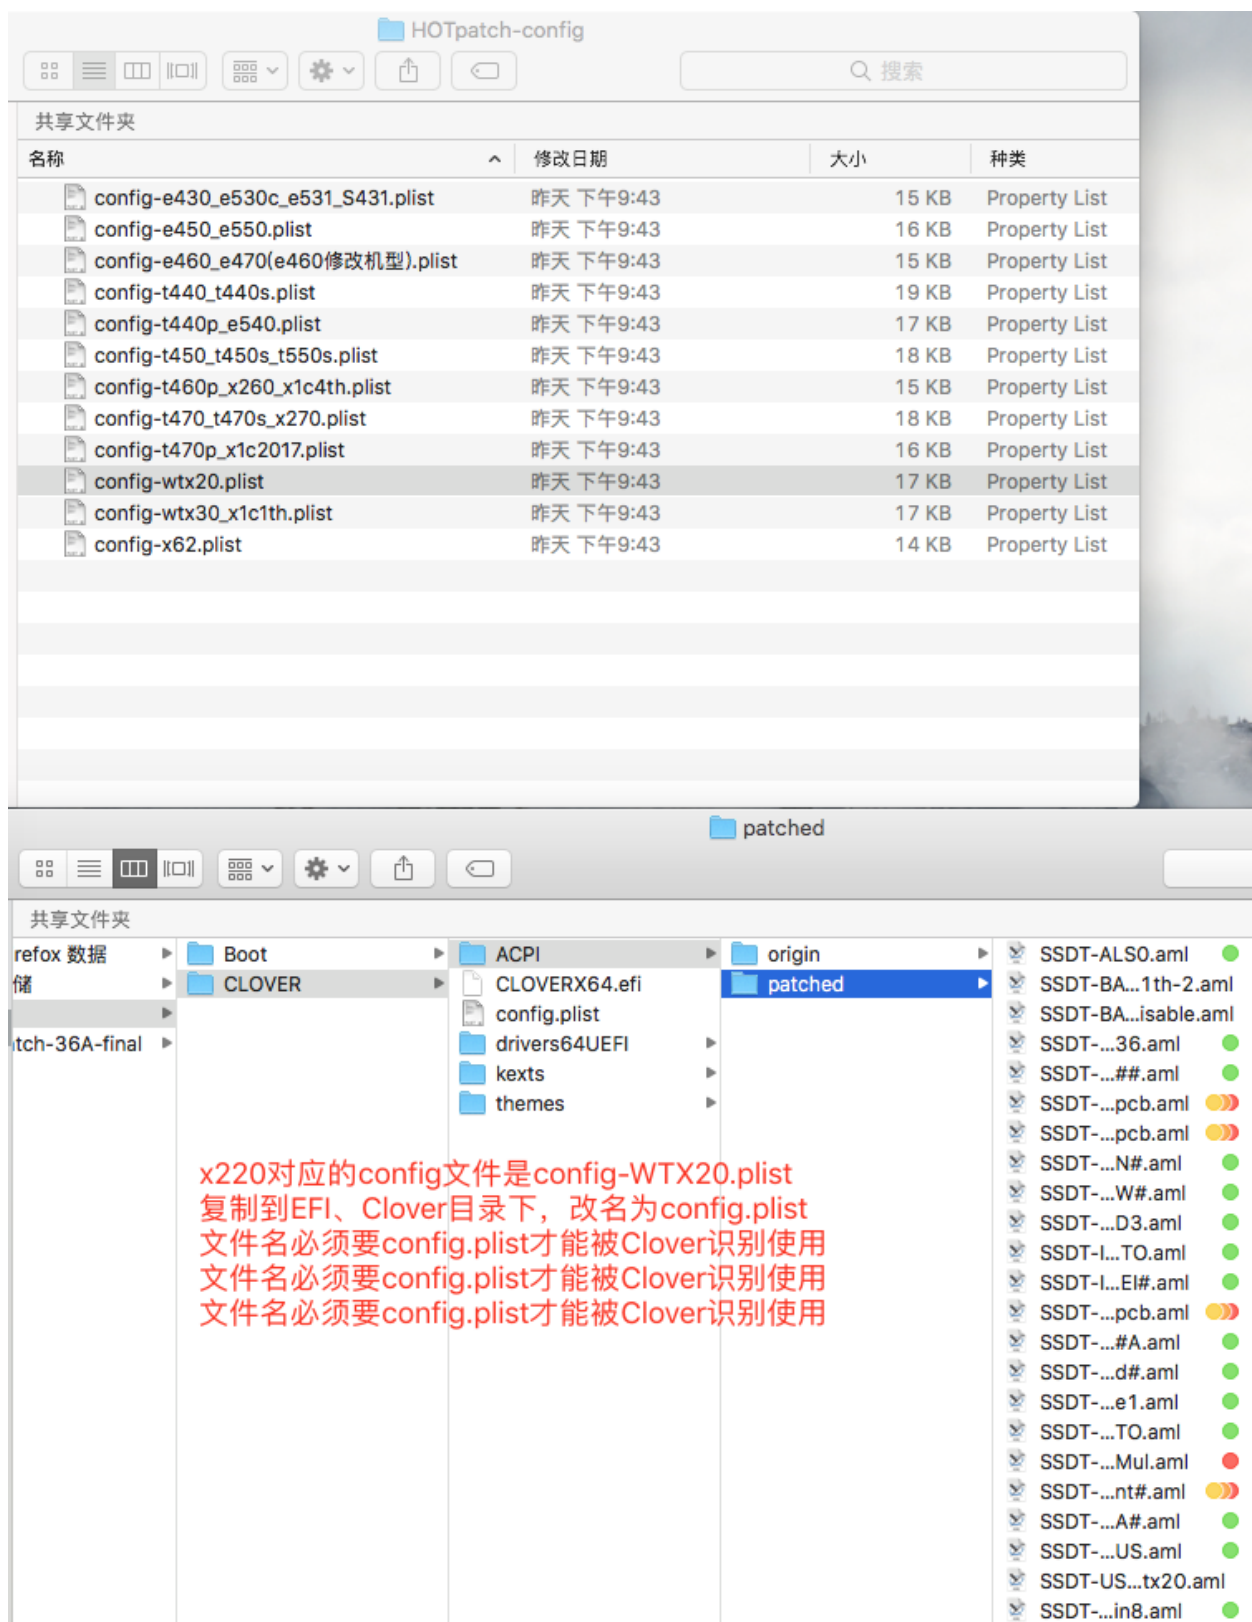 HOTpatch-config
搜索
共享文件夹
名称 修改日期 大小 种类
config-e430_e530c_e531_S431.plist 昨天 下午9:43 15 KB Property List
config-e450_e550.plist 昨天 下午9:43 16 KB Property List
config-e460_e470(e460修改机型).plist 昨天 下午9:43 15 KB Property List
config-t440_t440s.plist 昨天 下午9:43 19 KB Property List
config-t440p_e540.plist 昨天 下午9:43 17 KB Property List
config-t450_t450s_t550s.plist 昨天 下午9:43 18 KB Property List
config-t460p_x260_x1c4th.plist 昨天 下午9:43 15 KB Property List
config-t470_t470s_x270.plist 昨天 下午9:43 18 KB Property List
config-t470p_x1c2017.plist 昨天 下午9:43 16 KB Property List
config-wtx20.plist 昨天 下午9:43 17 KB Property List
config-wtx30_x1c1th.plist 昨天 下午9:43 17 KB Property List
config-x62.plist 昨天 下午9:43 14 KB Property List
patched
共享文件夹
refox 数据 Boot ACPI origin SSDT-ALS0.aml
储 CLOVER CLOVERX64.efi patched SSDT-BA...1th-2.aml
config.plist SSDT-BA...isable.aml
tch-36A-final drivers64UEFI SSDT-...36.aml
kexts SSDT-...##.aml
themes SSDT-...pcb.aml
SSDT-...pcb.aml
x220对应的config文件是config-WTX20.plist SSDT-...N#.aml
复制到EFI、Clover目录下，改名为config.plist SSDT-...W#.aml
文件名必须要config.plist才能被Clover识别使用 SSDT-...D3.aml
SSDT-I...TO.aml
文件名必须要config.plist才能被Clover识别使用 SSDT-I...EI#.aml
文件名必须要config.plist才能被Clover识别使用 SSDT-...pcb.aml
SSDT-...#A.aml
SSDT-...d#.aml
SSDT-...e1.aml
SSDT-...TO.aml
SSDT-...Mul.aml
SSDT-...nt#.aml
SSDT-...A#.aml
SSDT-...US.aml
SSDT-US...tx20.aml
SSDT-...in8.aml